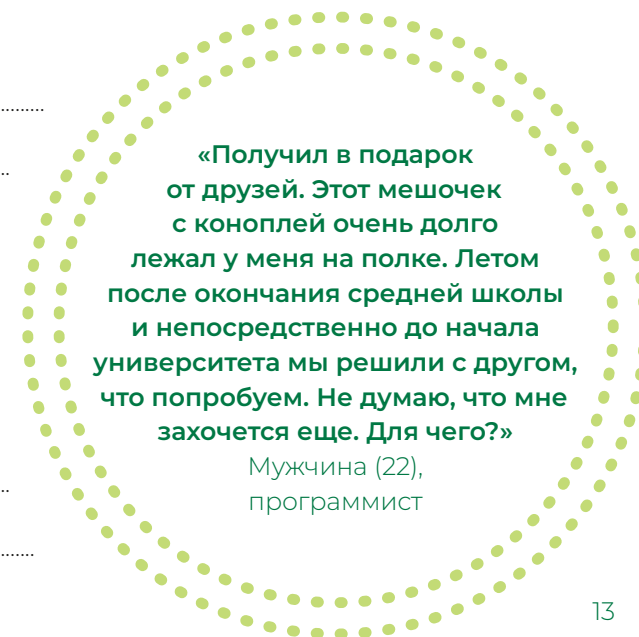 «Получил в подарок
от друзей. Этот мешочек
с коноплей очень долго
лежал у меня на полке. Летом
после окончания средней школы
и непосредственно до начала
университета мы решили с другом,
что попробуем. Не думаю, что мне
захочется еще. Для чего?»
Мужчина (22),
программист
13